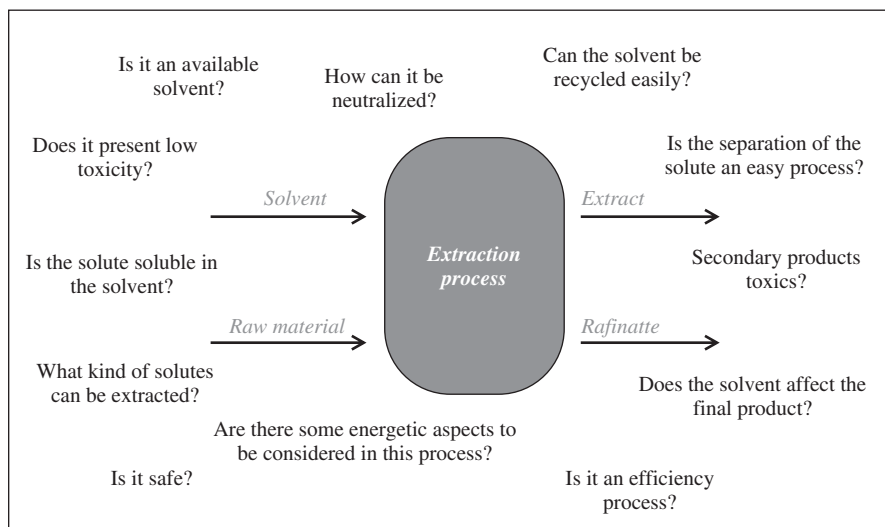 Is it an available
solvent?
How can it be
neutralized?
Can the solvent be
recycled easily?
Does it present low
toxicity?
Is the separation of the
solute an easy process?
Solvent
Extract
Extraction
process
Is the solute soluble in
the solvent?
Secondary products
toxics?
Raw material
Rafinatte
What kind of solutes
can be extracted?
Does the solvent affect the
final product?
Are there some energetic aspects to
be considered in this process?
Is it safe?
Is it an efficiency
process?